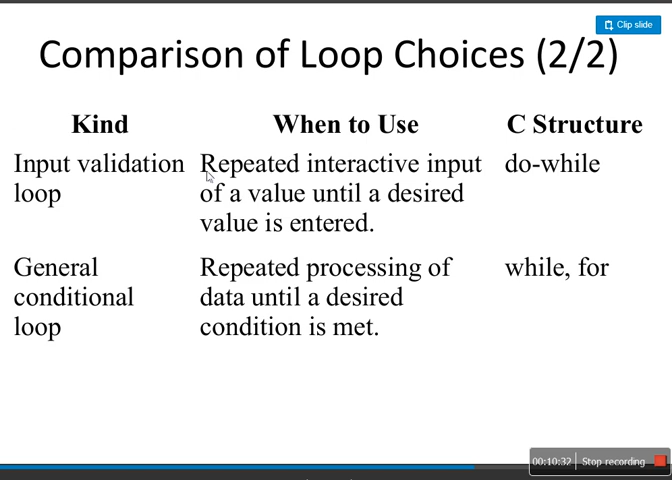 Clip slide
Comparison of Loop Choices (2/2)
Kind When to Use C Structure
Input validation Repeated interactive input do-while
loop of a value until a desired
value is entered.
General Repeated processing of while, for
conditional data until a desired
loop condition is met.
00:10:32 Stop recording